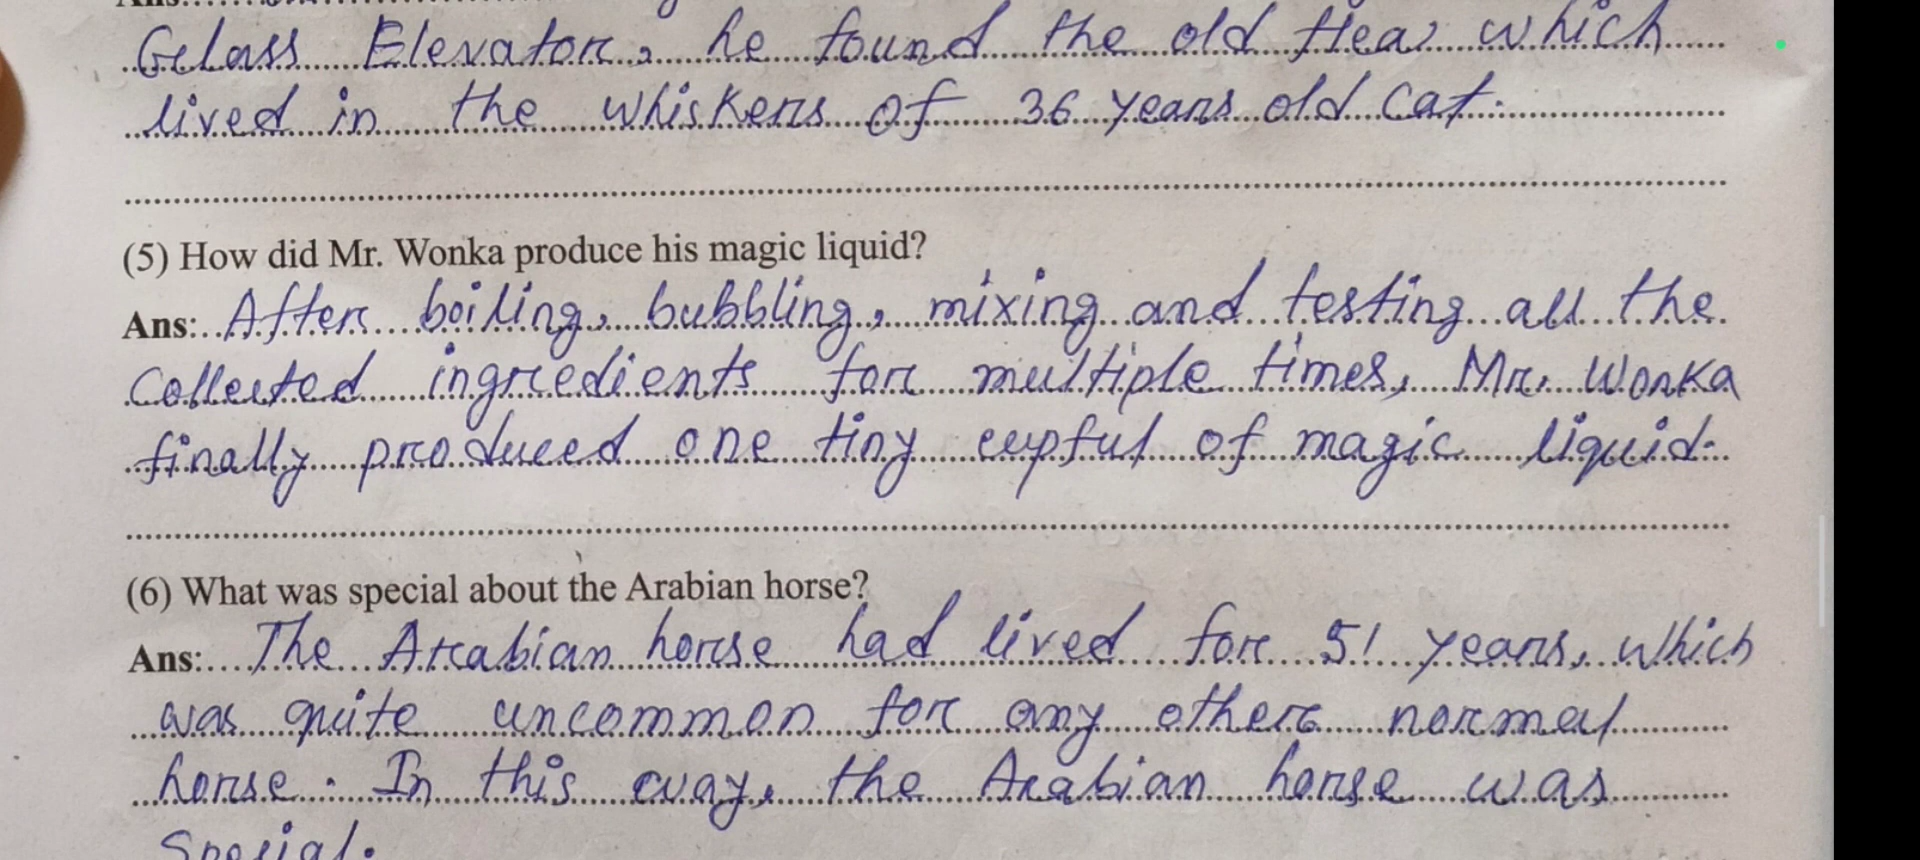 Glass Elevator, he found the old flea which
lived in the whiskers of 36 years old cat.
(5) How did Mr. Wonka produce his magic liquid?
Ans: After boiling, bubbling, mixing and testing all the
collected ingredients for multiple times, Mr. Wonka
finally produced one tiny cupful of magic liquid.
(6) What was special about the Arabian horse?
Ans: The Arabian horse had lived for 51 years, which
was quite uncommon for any other normal
horse. In this way, the Arabian horse was
special.